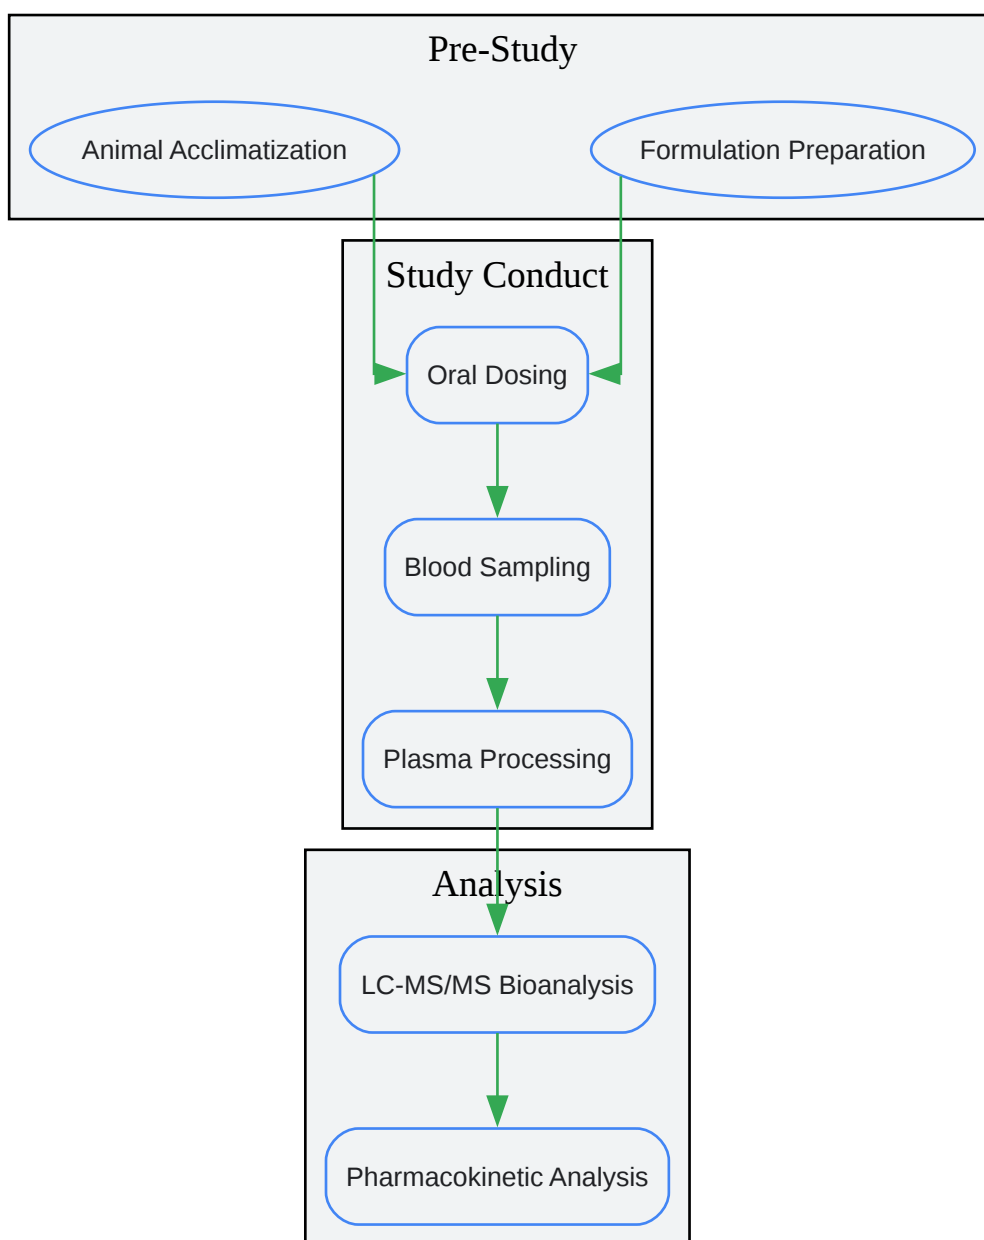 Pre-Study
Animal Acclimatization
Formulation Preparation
Study Conduct
Oral Dosing
Blood Sampling
Plasma Processing
Analysis
LC-MS/MS Bioanalysis
Pharmacokinetic Analysis